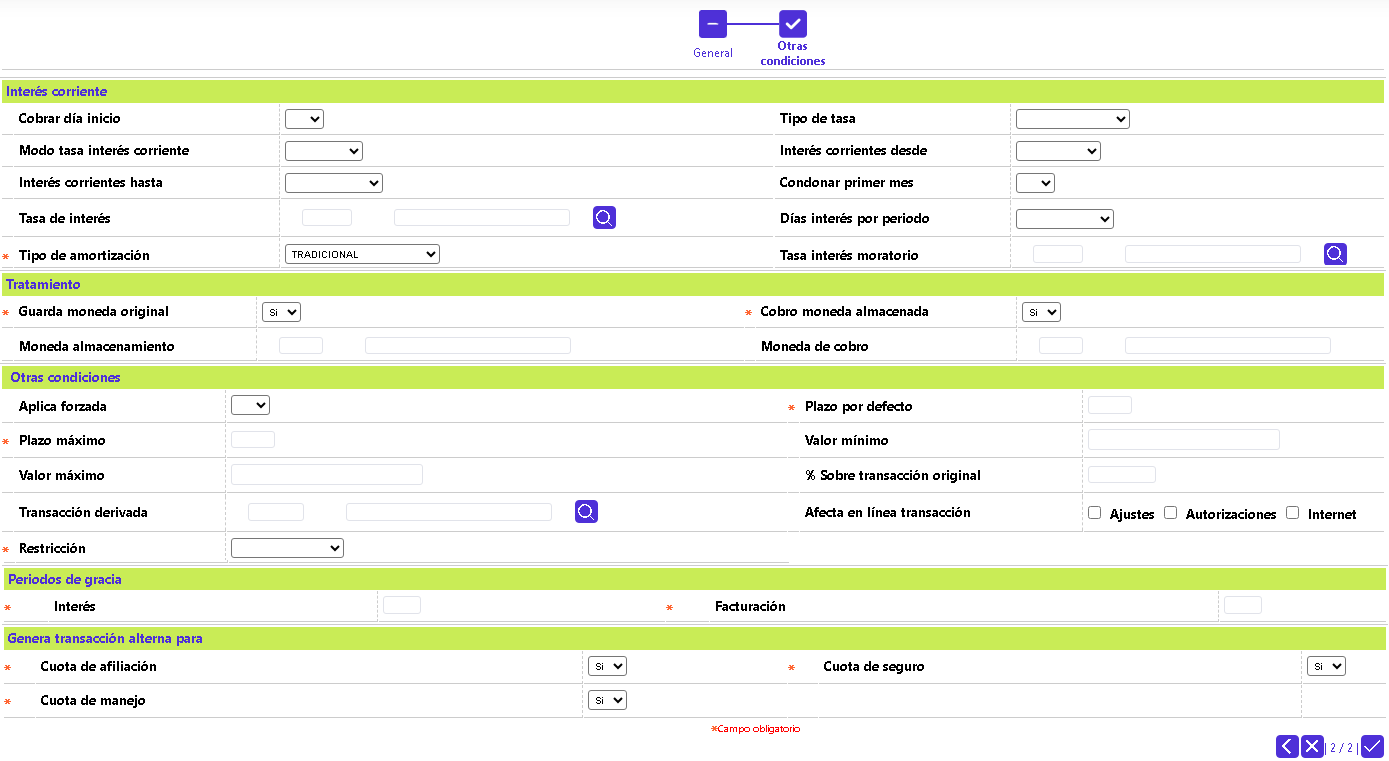 General
Otras
condiciones
Interés corriente
Cobrar día inicio
Tipo de tasa
Modo tasa interés corriente
Interés corrientes desde
Interés corrientes hasta
Condonar primer mes
Tasa de interés
Días interés por periodo
* Tipo de amortización TRADICIONAL
Tasa interés moratorio
Tratamiento
* Guarda moneda original Si
* Cobro moneda almacenada Si
Moneda almacenamiento
Moneda de cobro
Otras condiciones
Aplica forzada
* Plazo por defecto
* Plazo máximo
Valor mínimo
Valor máximo
% Sobre transacción original
Transacción derivada
Afecta en línea transacción Ajustes Autorizaciones Internet
* Restricción
Periodos de gracia
* Interés
* Facturación
Genera transacción alterna para
* Cuota de afiliación Si
* Cuota de seguro Si
* Cuota de manejo Si
*Campo obligatorio
| 2 / 2 |